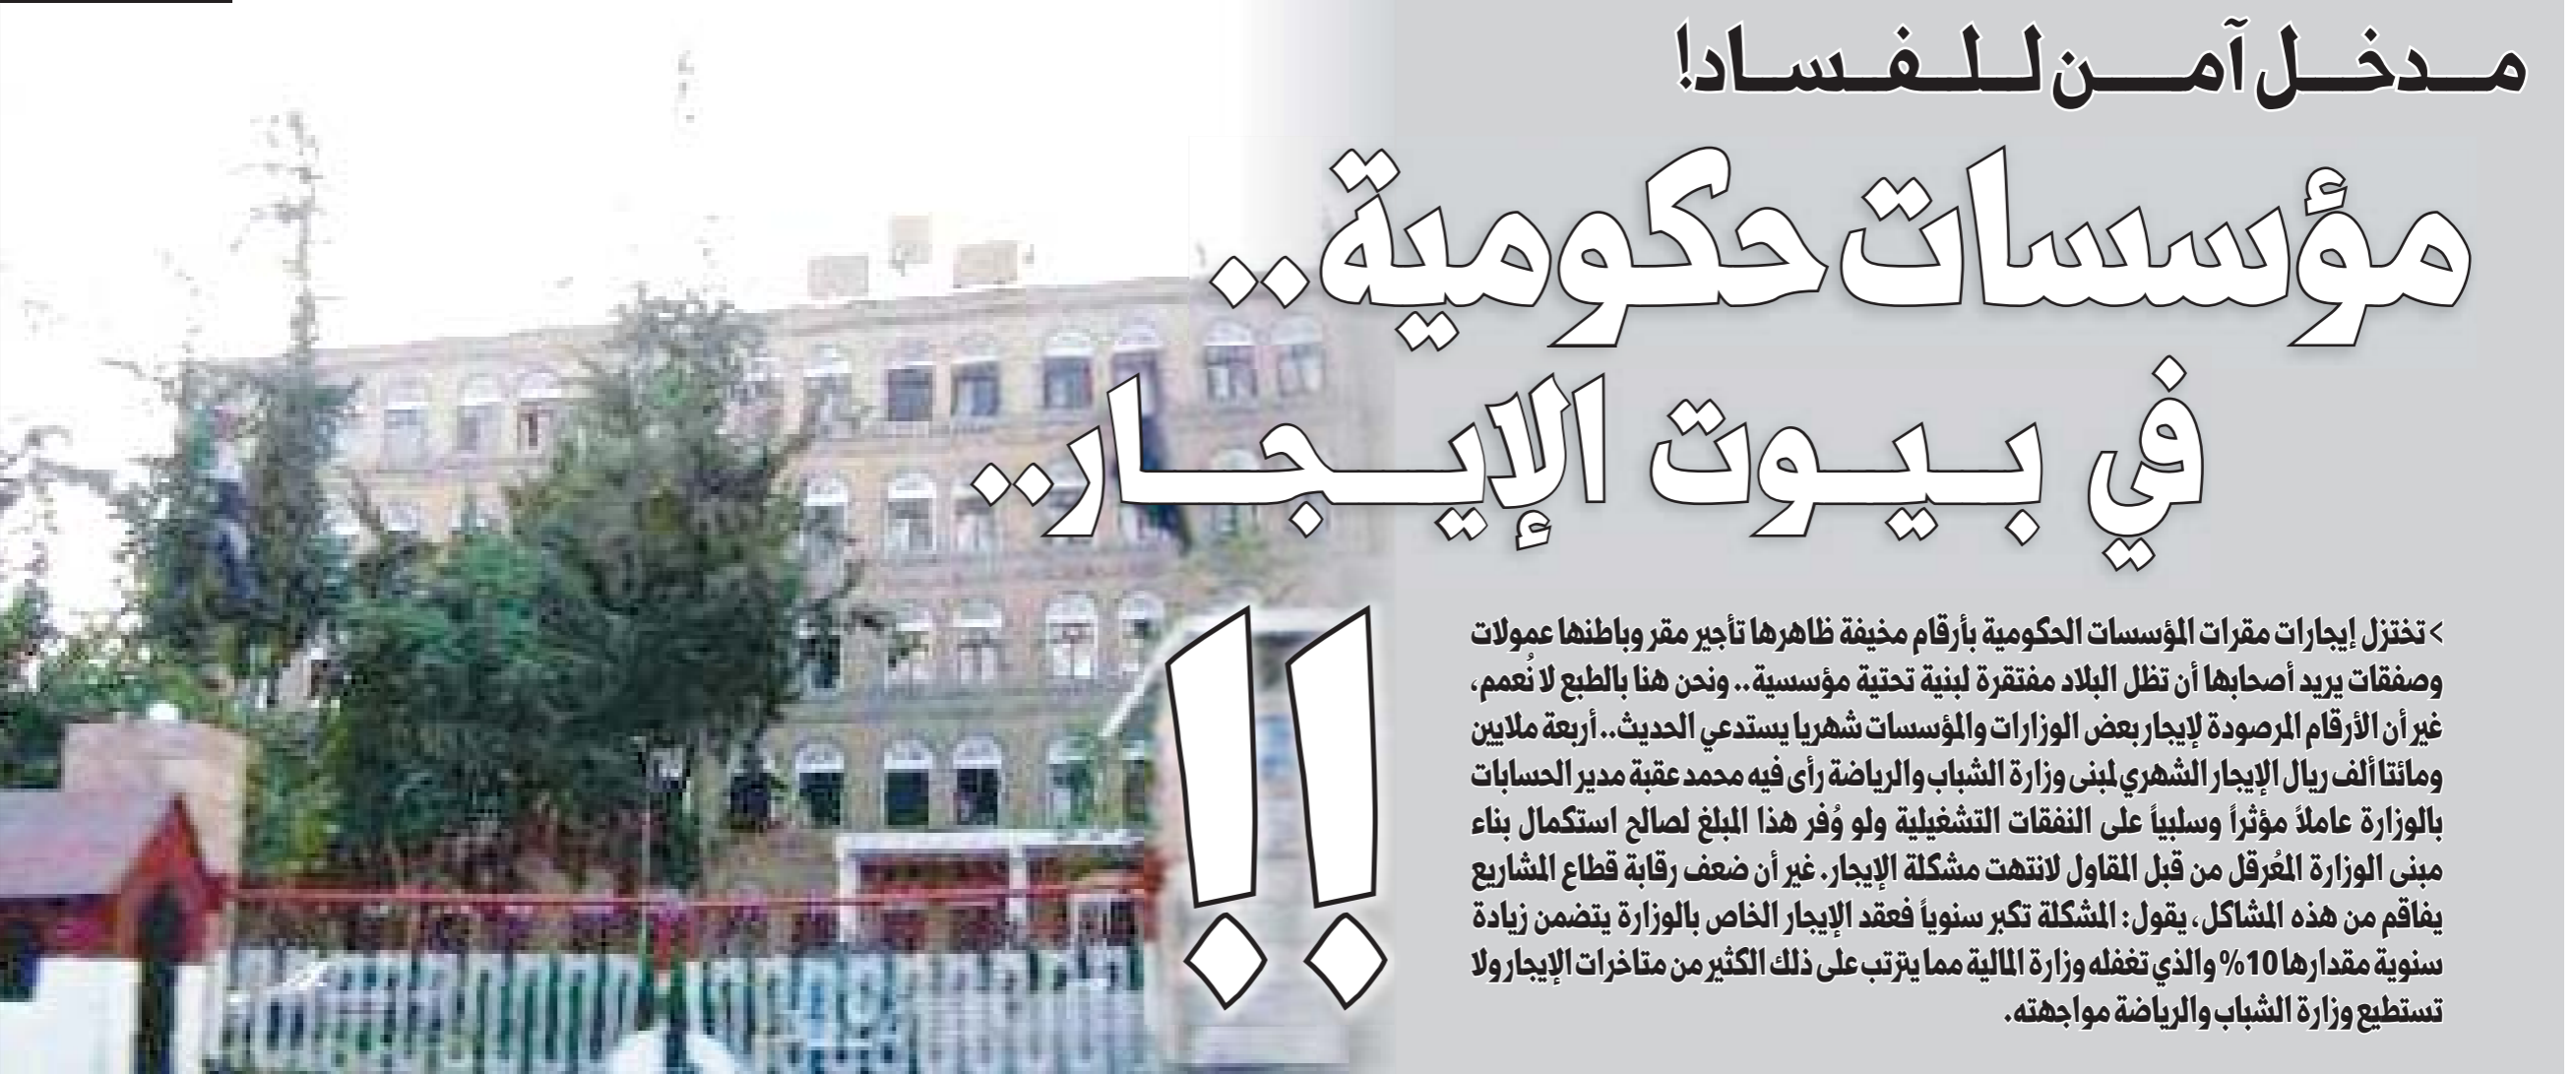 مدخل آمن للفساد!
مؤسسات حكومية..
في بيوت الإيجار..
!!
> تختزل إيجارات مقرات المؤسسات الحكومية بأرقام مخيفة ظاهرها تأجير مقر وباطنها عمولات
وصفقات يريد أصحابها أن تظل البلاد مفتقرة لبنية تحتية مؤسسية.. ونحن هنا بالطبع لا نُعمم،
غير أن الأرقام المرصودة لإيجار بعض الوزارات والمؤسسات شهريا يستدعي الحديث.. أربعة ملايين
ومائتا ألف ريال الإيجار الشهري لمبنى وزارة الشباب والرياضة رأى فيه محمد عقبة مدير الحسابات
بالوزارة عاملاً مؤثراً وسلبياً على النفقات التشغيلية ولو وُفر هذا المبلغ لصالح استكمال بناء
مبنى الوزارة المُعرقل من قبل المقاول لانتهت مشكلة الإيجار. غير أن ضعف رقابة قطاع المشاريع
يفاقم من هذه المشاكل، يقول: المشكلة تكبر سنوياً فعقد الإيجار الخاص بالوزارة يتضمن زيادة
سنوية مقدارها 10% والذي تغفله وزارة المالية مما يترتب على ذلك الكثير من متاخرات الإيجار ولا
تستطيع وزارة الشباب والرياضة مواجهته.